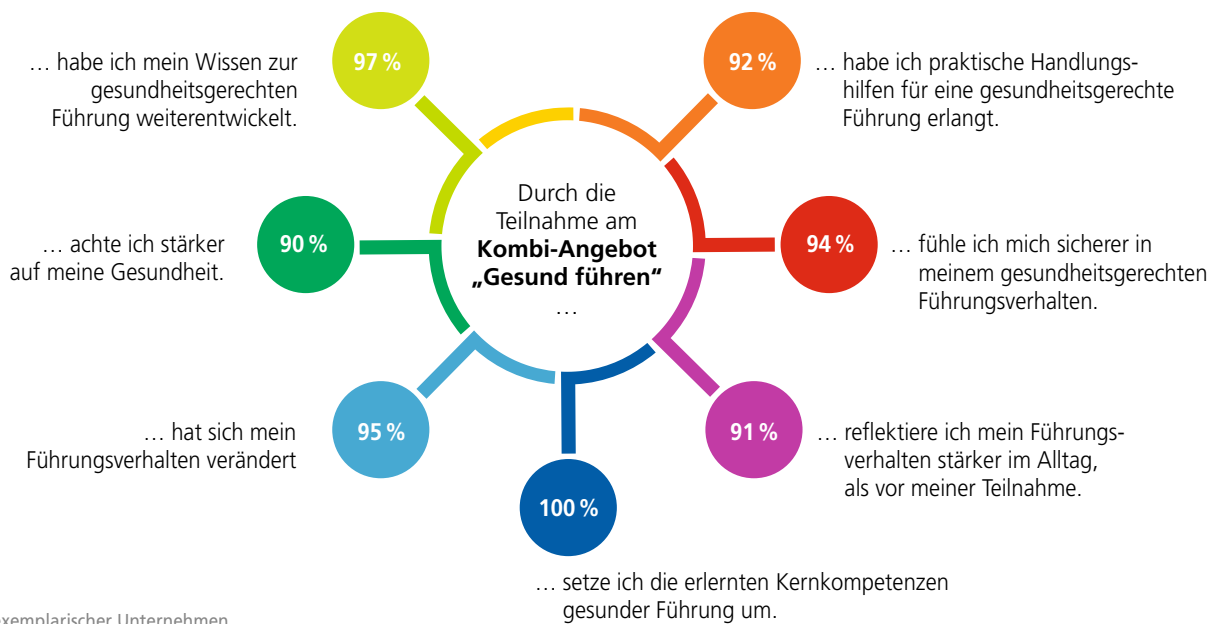 Durch die
Teilnahme am
Kombi-Angebot
„Gesund führen“
…
97 %
… habe ich mein Wissen zur
gesundheitsgerechten
Führung weiterentwickelt.
92 %
… habe ich praktische Handlungs-
hilfen für eine gesundheitsgerechte
Führung erlangt.
90 %
… achte ich stärker
auf meine Gesundheit.
94 %
… fühle ich mich sicherer in
meinem gesundheitsgerechten
Führungsverhalten.
95 %
… hat sich mein
Führungsverhalten verändert
91 %
… reflektiere ich mein Führungs-
verhalten stärker im Alltag,
als vor meiner Teilnahme.
100 %
… setze ich die erlernten Kernkompetenzen
gesunder Führung um.
exemplarischer Unternehmen